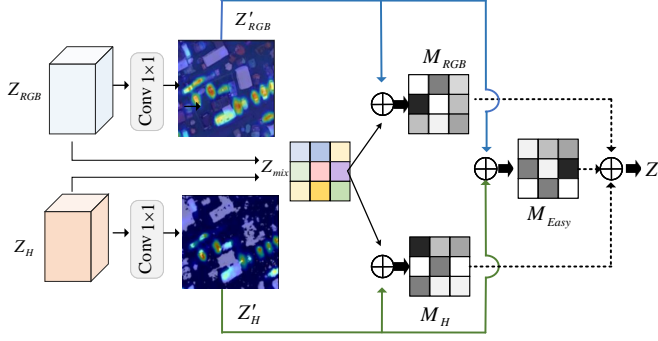 Z'RGB
ZRGB
Conv 1×1
MRGB
Zmix
Z
MEasy
ZH
Conv 1×1
Z'H
MH